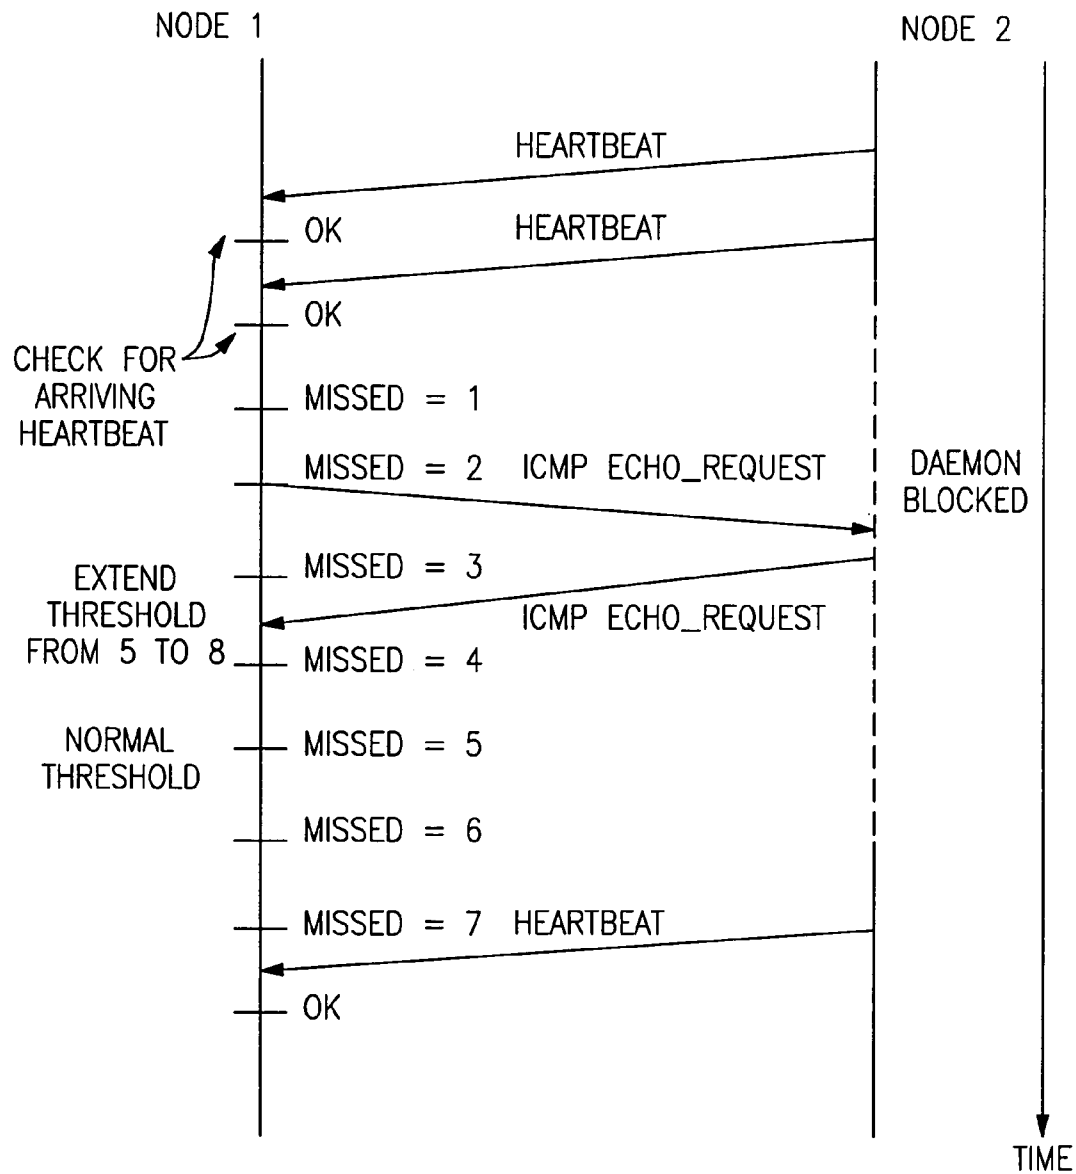 NODE 1
NODE 2
HEARTBEAT
OK
HEARTBEAT
OK
CHECK FOR
ARRIVING
HEARTBEAT
MISSED = 1
MISSED = 2
ICMP ECHO_REQUEST
DAEMON
BLOCKED
MISSED = 3
EXTEND
THRESHOLD
FROM 5 TO 8
ICMP ECHO_REQUEST
MISSED = 4
NORMAL
THRESHOLD
MISSED = 5
MISSED = 6
MISSED = 7
HEARTBEAT
OK
TIME